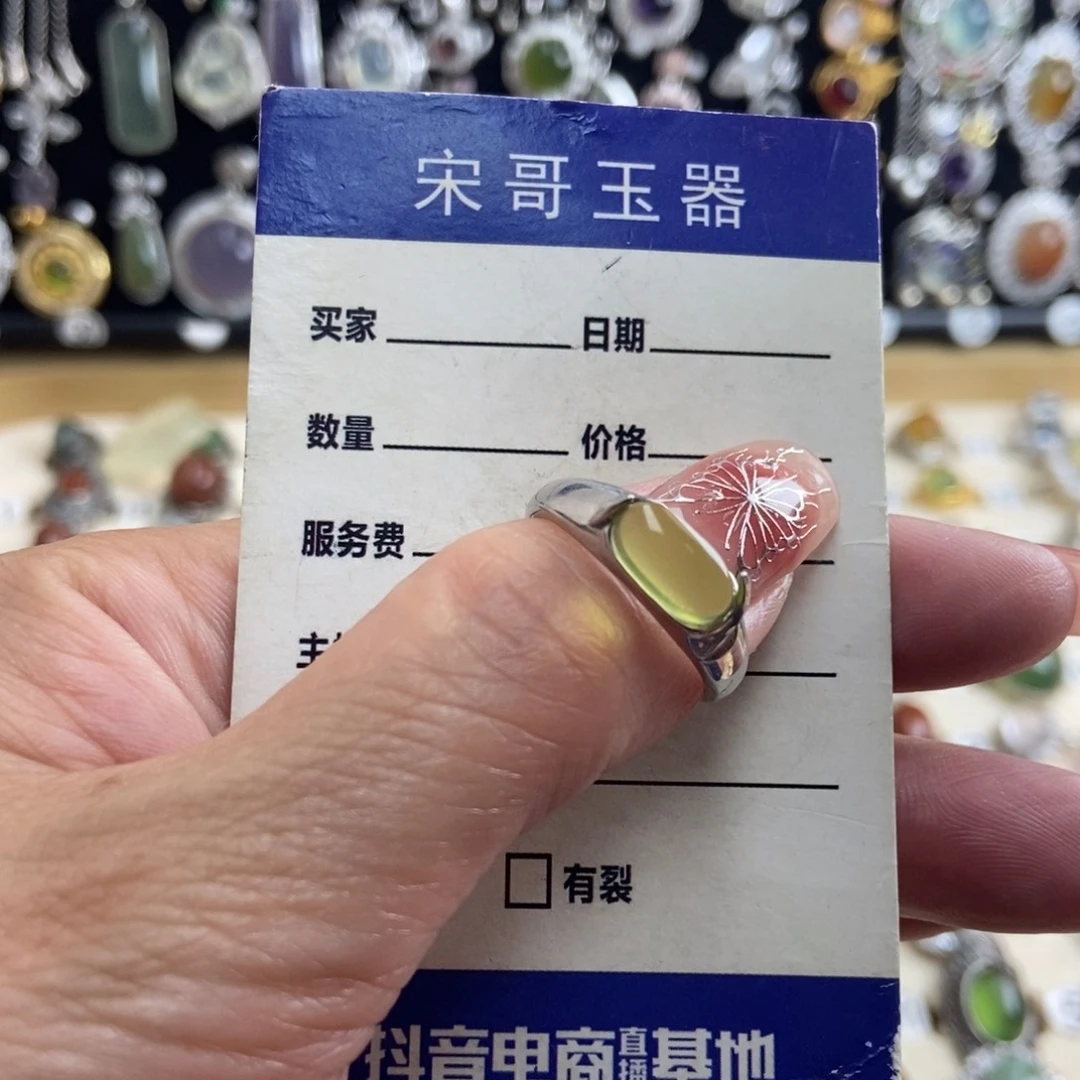 宋哥玉器
买家 日期
数量 价格
服务费
主
有裂
抖音电商直播基地